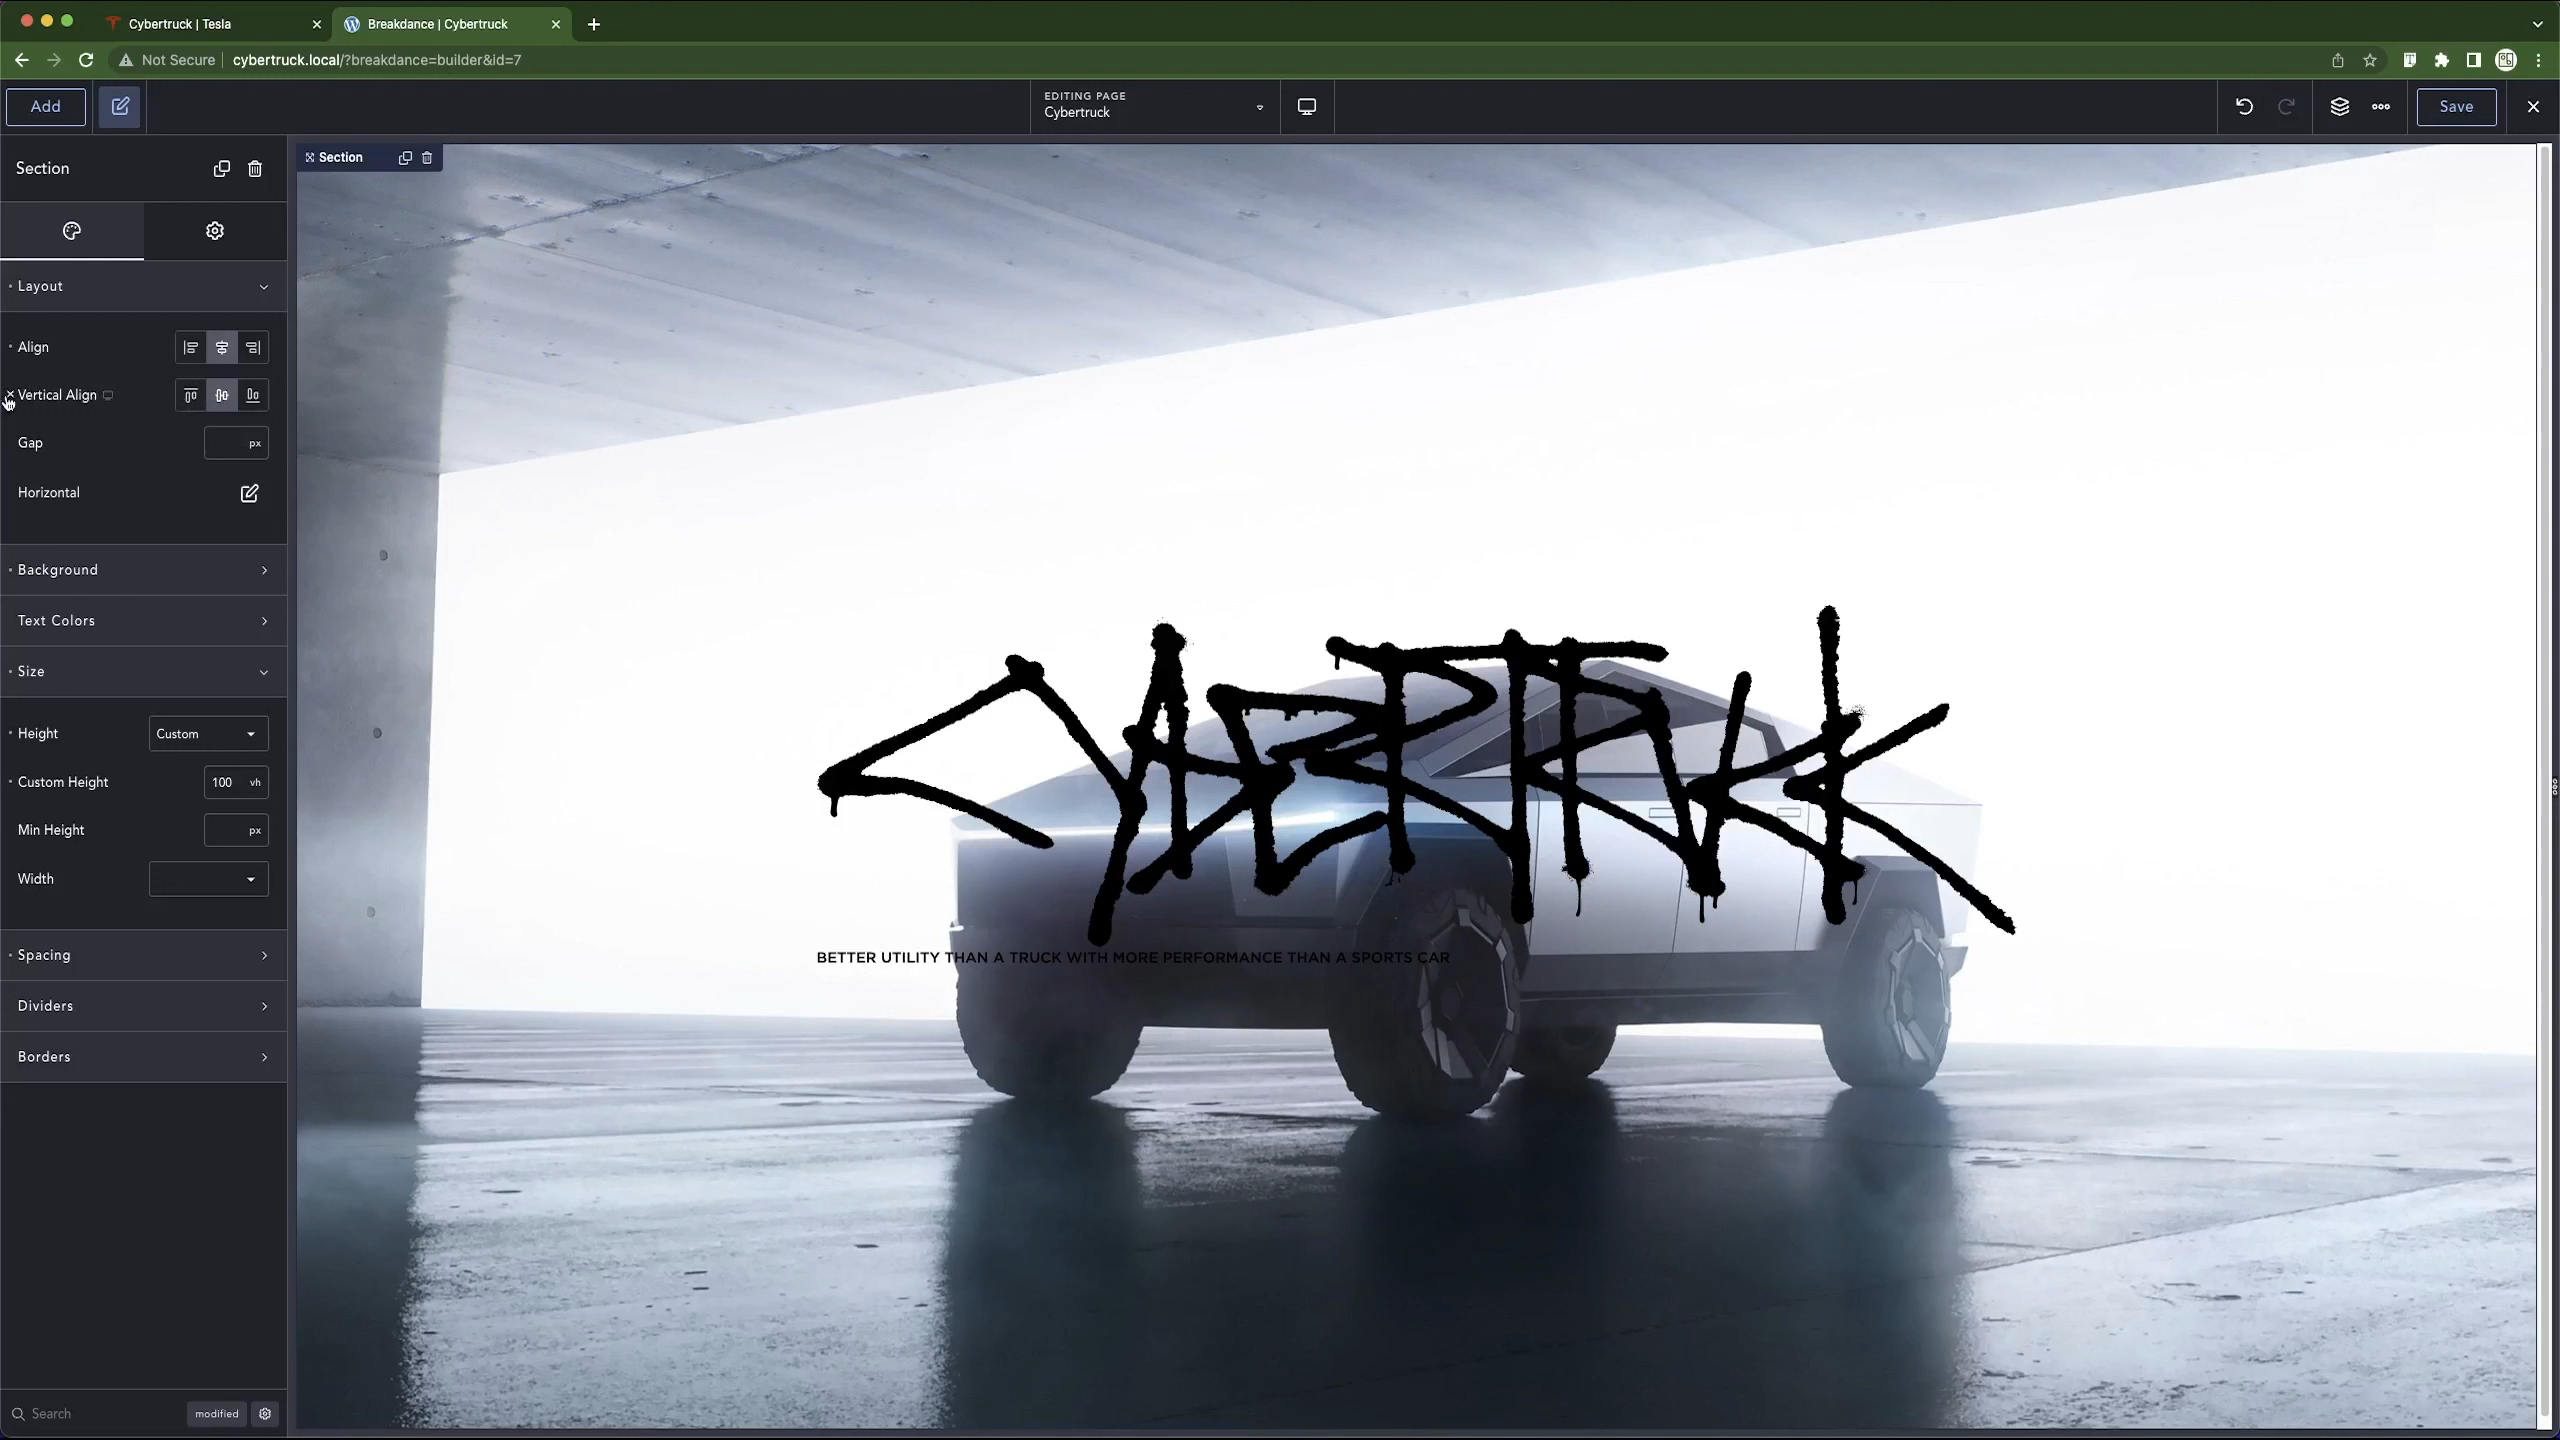 Cybertruck | Tesla
Breakdance | Cybertruck
Not Secure
cybertruck.local/?breakdance=builder&id=7
Add
EDITING PAGE
Cybertruck
Save
Section
Section
Layout
Align
Vertical Align
Gap
px
Horizontal
Background
Text Colors
Size
Height
Custom
Custom Height
100 vh
Min Height
px
Width
Spacing
Dividers
Borders
CYBERTRUCK
BETTER UTILITY THAN A TRUCK WITH MORE PERFORMANCE THAN A SPORTS CAR
Search
modified